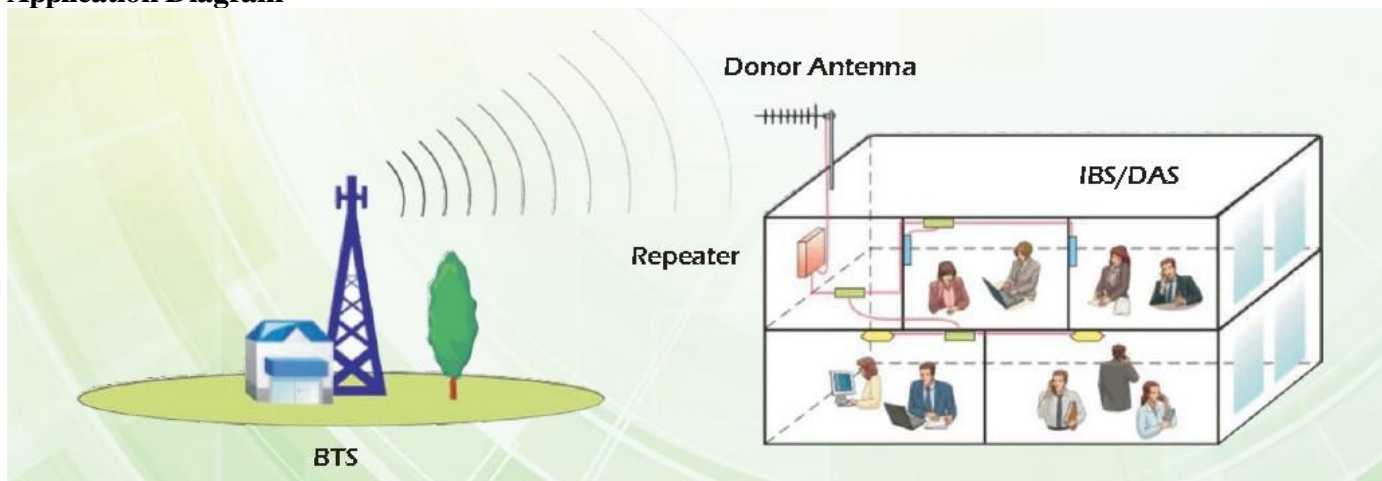 Application Diagram
Donor Antenna
IBS/DAS
Repeater
BTS